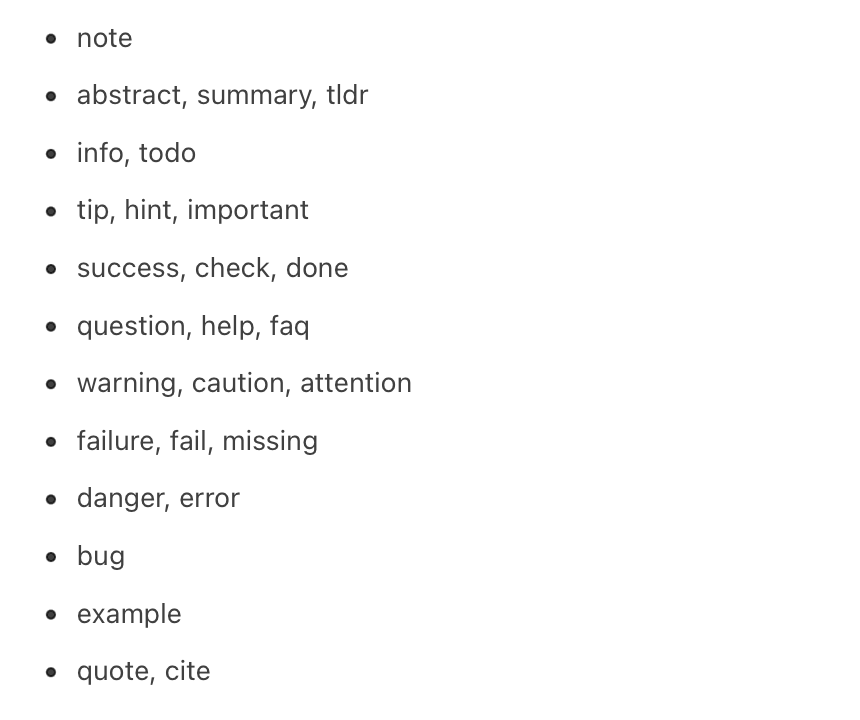 note
abstract, summary, tldr
info, todo
tip, hint, important
success, check, done
question, help, faq
warning, caution, attention
failure, fail, missing
danger, error
bug
example
quote, cite